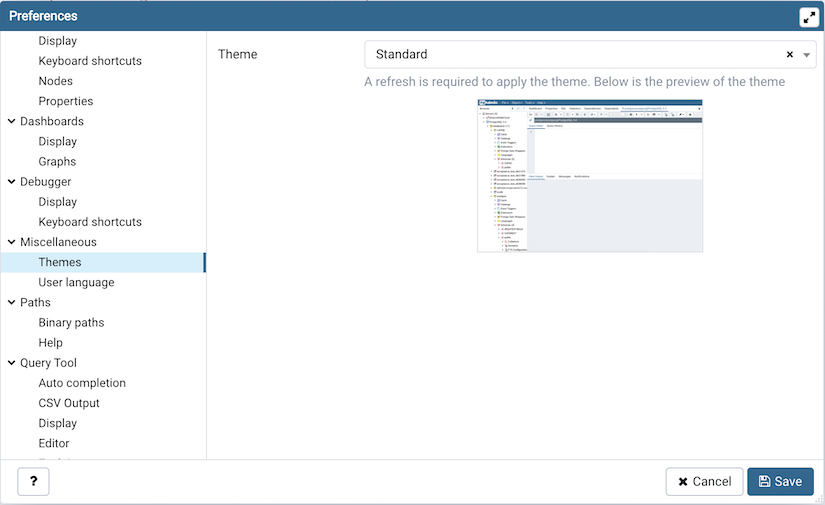 Preferences
Display
Keyboard shortcuts
Nodes
Properties
Dashboards
Display
Graphs
Debugger
Display
Keyboard shortcuts
Miscellaneous
Themes
User language
Paths
Binary paths
Help
Query Tool
Auto completion
CSV Output
Display
Editor
Theme
Standard
A refresh is required to apply the theme. Below is the preview of the theme
?
Cancel
Save